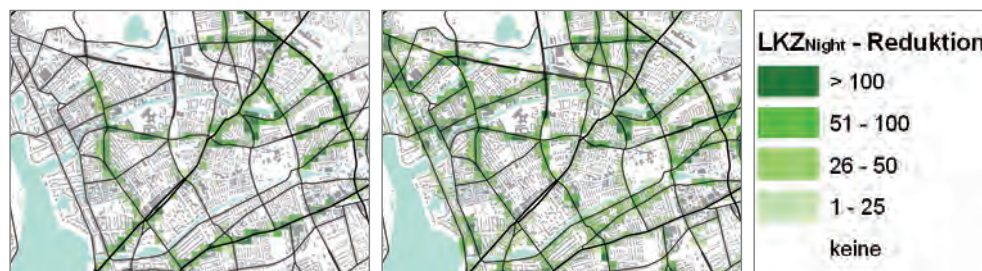 LKZNight - Reduktion
> 100
51 - 100
26 - 50
1 - 25
keine